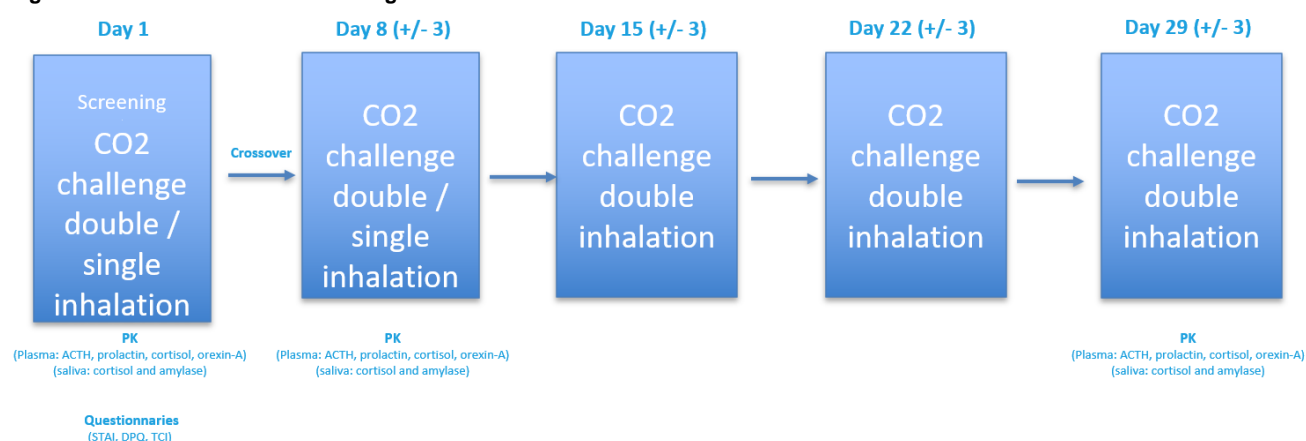 Day 1
Day 8 (+/- 3)
Day 15 (+/- 3)
Day 22 (+/- 3)
Day 29 (+/- 3)
Screening
CO2
challenge
double /
single
inhalation
Crossover
CO2
challenge
double /
single
inhalation
CO2
challenge
double
inhalation
CO2
challenge
double
inhalation
CO2
challenge
double
inhalation
PK
(Plasma: ACTH, prolactin, cortisol, orexin-A)
(saliva: cortisol and amylase)
PK
(Plasma: ACTH, prolactin, cortisol, orexin-A)
(saliva: cortisol and amylase)
PK
(Plasma: ACTH, prolactin, cortisol, orexin-A)
(saliva: cortisol and amylase)
Questionnaries
(STAI, DPQ, TCI)